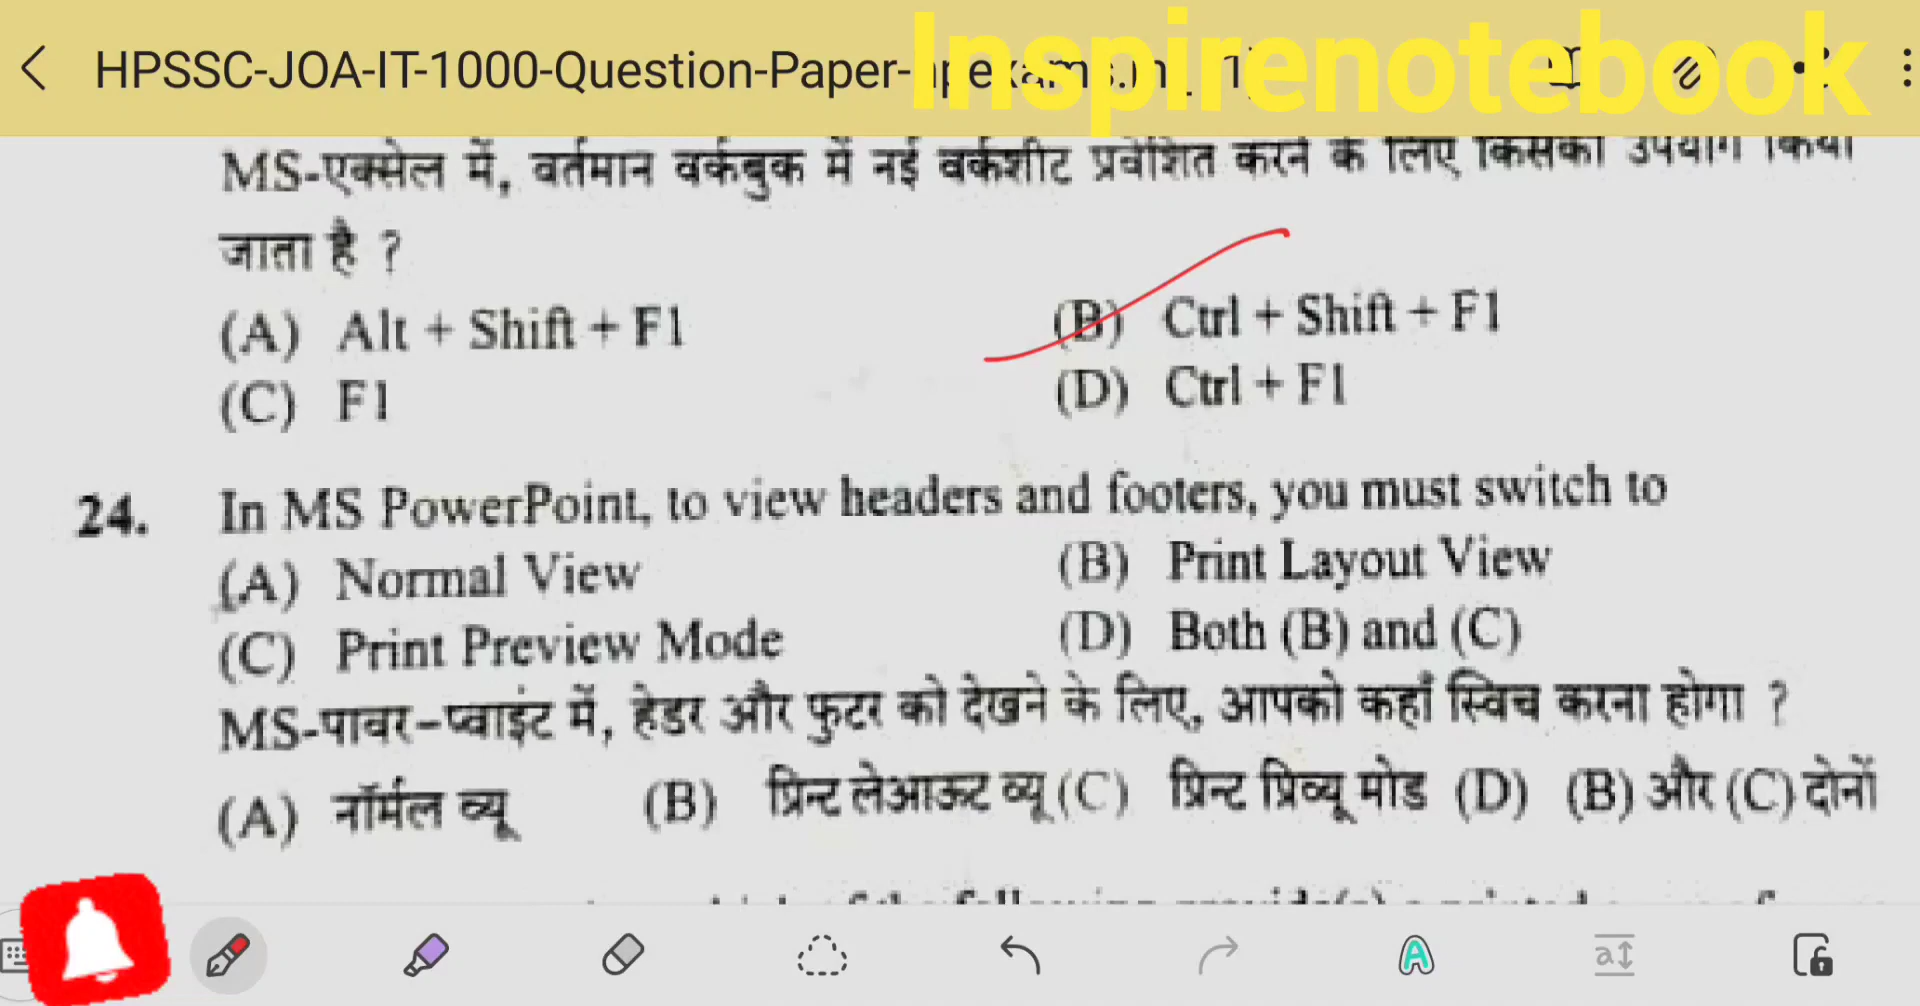 HPSSC-JOA-IT-1000-Question-Paper-
Inspirenotebook
MS-एक्सेल में, वर्तमान वर्कबुक में नई वर्कशीट प्रवेशित करने के लिए किसका उपयोग किया
जाता है ?
(A) Alt + Shift + F1
(B) Ctrl + Shift + F1
(C) F1
(D) Ctrl + F1
24. In MS PowerPoint, to view headers and footers, you must switch to
(A) Normal View
(B) Print Layout View
(C) Print Preview Mode
(D) Both (B) and (C)
MS-पावर-प्वाइंट में, हेडर और फुटर को देखने के लिए, आपको कहाँ स्विच करना होगा ?
(A) नॉर्मल व्यू (B) प्रिन्ट लेआऊट व्यू (C) प्रिन्ट प्रिव्यू मोड (D) (B) और (C) दोनों